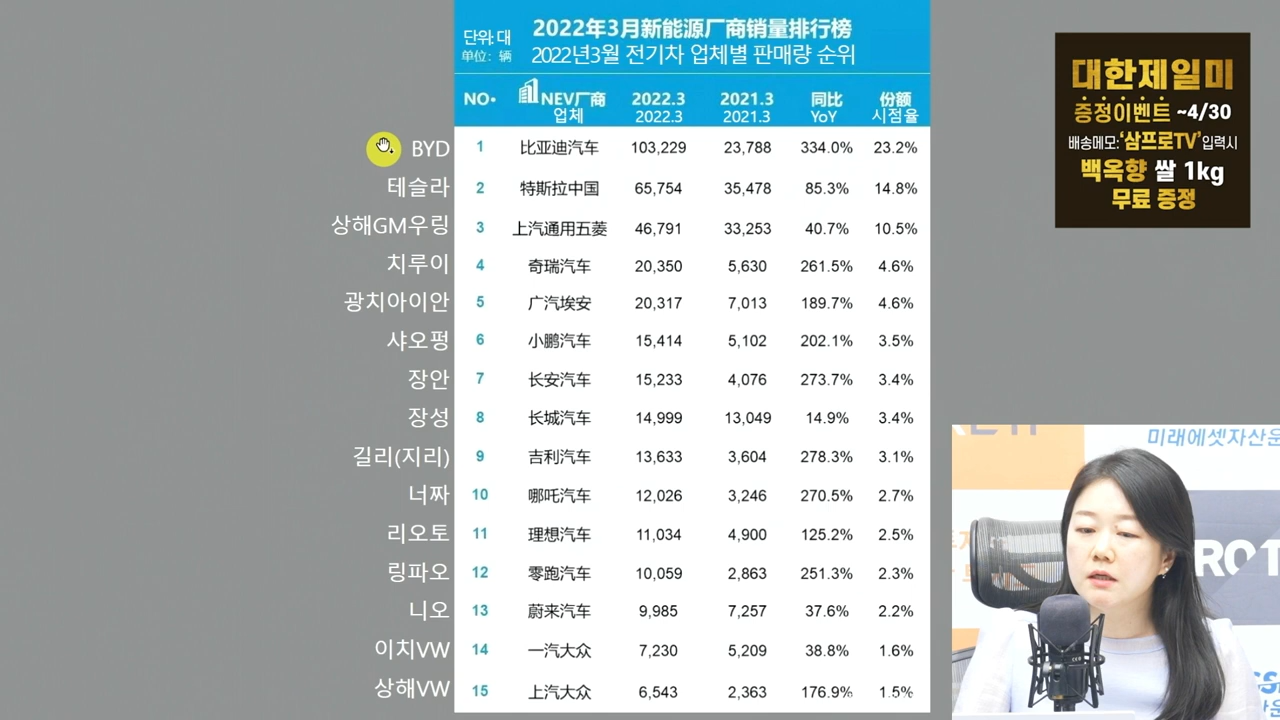 2022年3月新能源厂商销量排行榜
단위: 대
单位: 辆
2022년3월 전기차 업체별 판매량 순위
NO• NEV厂商 2022.3 2021.3 同比 份额
업체 2022.3 2021.3 YoY 시점율
BYD 1 比亚迪汽车 103,229 23,788 334.0% 23.2%
테슬라 2 特斯拉中国 65,754 35,478 85.3% 14.8%
상해GM우링 3 上汽通用五菱 46,791 33,253 40.7% 10.5%
치루이 4 奇瑞汽车 20,350 5,630 261.5% 4.6%
광치아이안 5 广汽埃安 20,317 7,013 189.7% 4.6%
샤오펑 6 小鹏汽车 15,414 5,102 202.1% 3.5%
장안 7 长安汽车 15,233 4,076 273.7% 3.4%
장성 8 长城汽车 14,999 13,049 14.9% 3.4%
길리(지리) 9 吉利汽车 13,633 3,604 278.3% 3.1%
너짜 10 哪吒汽车 12,026 3,246 270.5% 2.7%
리오토 11 理想汽车 11,034 4,900 125.2% 2.5%
링파오 12 零跑汽车 10,059 2,863 251.3% 2.3%
니오 13 蔚来汽车 9,985 7,257 37.6% 2.2%
이치VW 14 一汽大众 7,230 5,209 38.8% 1.6%
상해VW 15 上汽大众 6,543 2,363 176.9% 1.5%
대한제일미
증정이벤트 ~4/30
배송메모:'삼프로TV'입력시
백옥향 쌀 1kg
무료 증정
미래에셋자산운
ROT